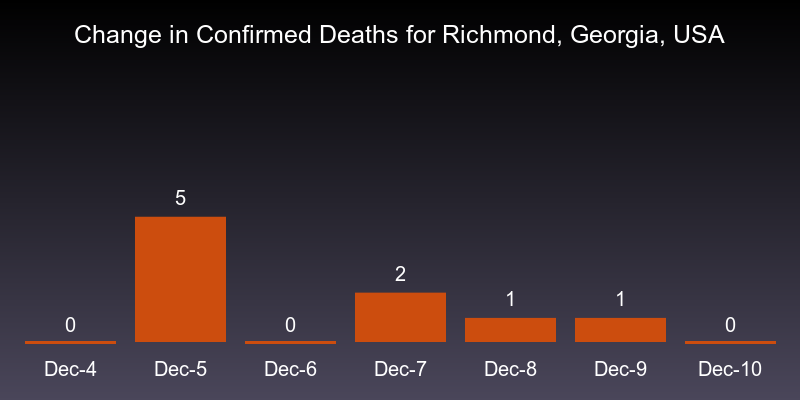 Change in Confirmed Deaths for Richmond, Georgia, USA
5
2
1 1
0 0 0
Dec-4 Dec-5 Dec-6 Dec-7 Dec-8 Dec-9 Dec-10